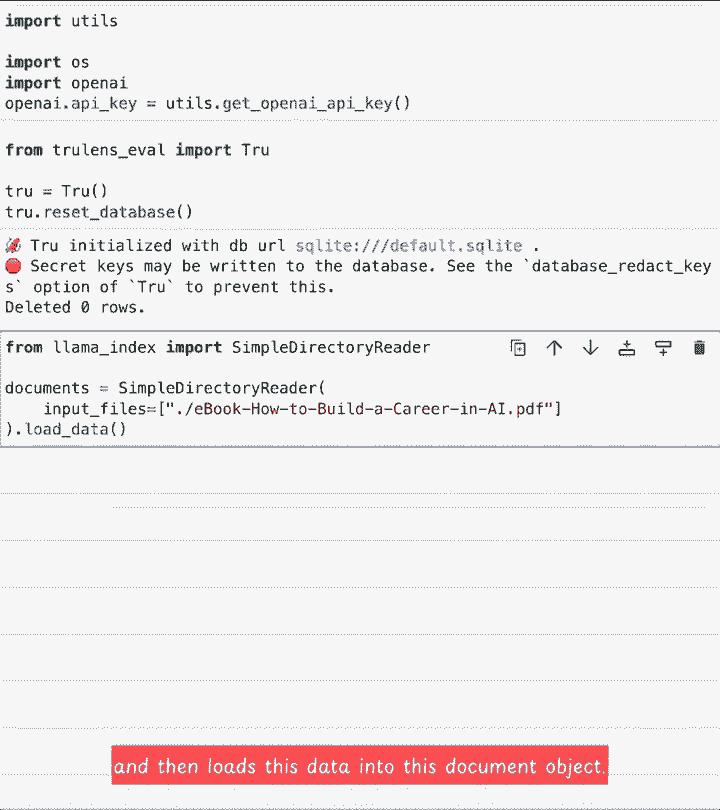 import utils
import os
import openai
openai.api_key = utils.get_openai_api_key()
from trulens_eval import Tru
tru = Tru()
tru.reset_database()
Tru initialized with db url sqlite:///default.sqlite .
Secret keys may be written to the database. See the `database_redact_key
s` option of `Tru` to prevent this.
Deleted 0 rows.
from llama_index import SimpleDirectoryReader
documents = SimpleDirectoryReader(
    input_files=["./eBook-How-to-Build-a-Career-in-AI.pdf"]
).load_data()
and then loads this data into this document object.